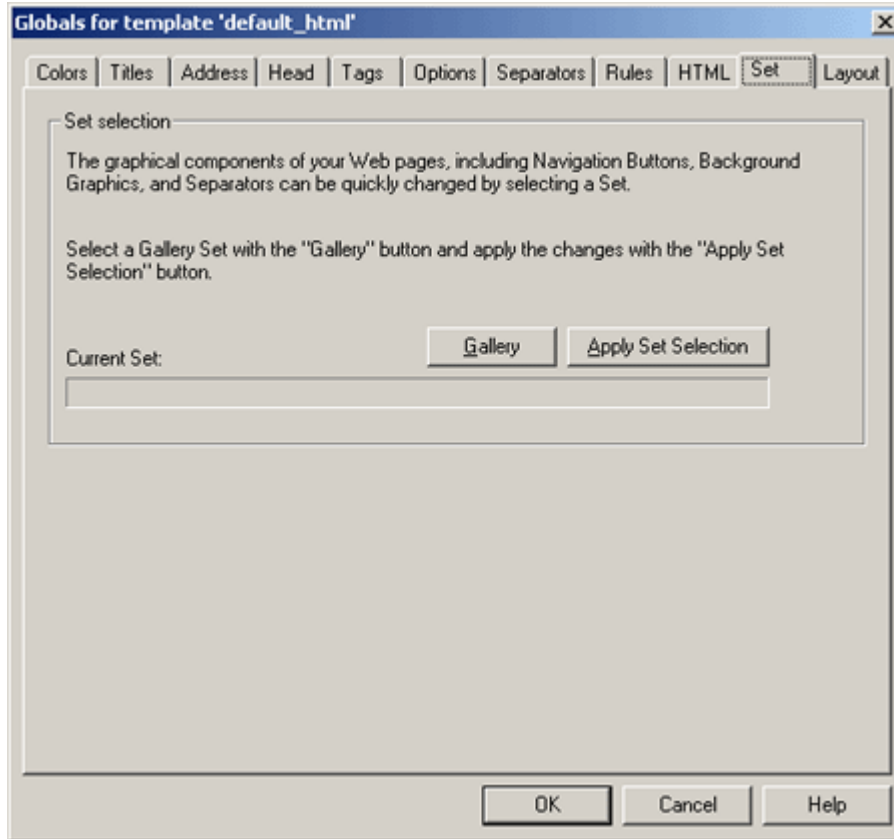 Globals for template 'default_html'
Colors Titles Address Head Tags Options Separators Rules HTML Set Layout
Set selection
The graphical components of your Web pages, including Navigation Buttons, Background
Graphics, and Separators can be quickly changed by selecting a Set.
Select a Gallery Set with the "Gallery" button and apply the changes with the "Apply Set
Selection" button.
Gallery Apply Set Selection
Current Set:
OK Cancel Help